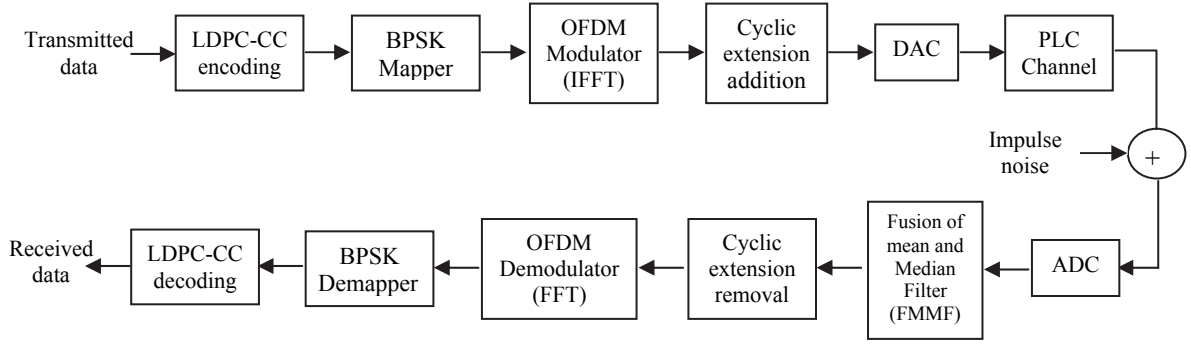 Transmitted
data
LDPC-CC
encoding
BPSK
Mapper
OFDM
Modulator
(IFFT)
Cyclic
extension
addition
DAC
PLC
Channel
Impulse
noise
+
Received
data
LDPC-CC
decoding
BPSK
Demapper
OFDM
Demodulator
(FFT)
Cyclic
extension
removal
Fusion of
mean and
Median
Filter
(FMMF)
ADC